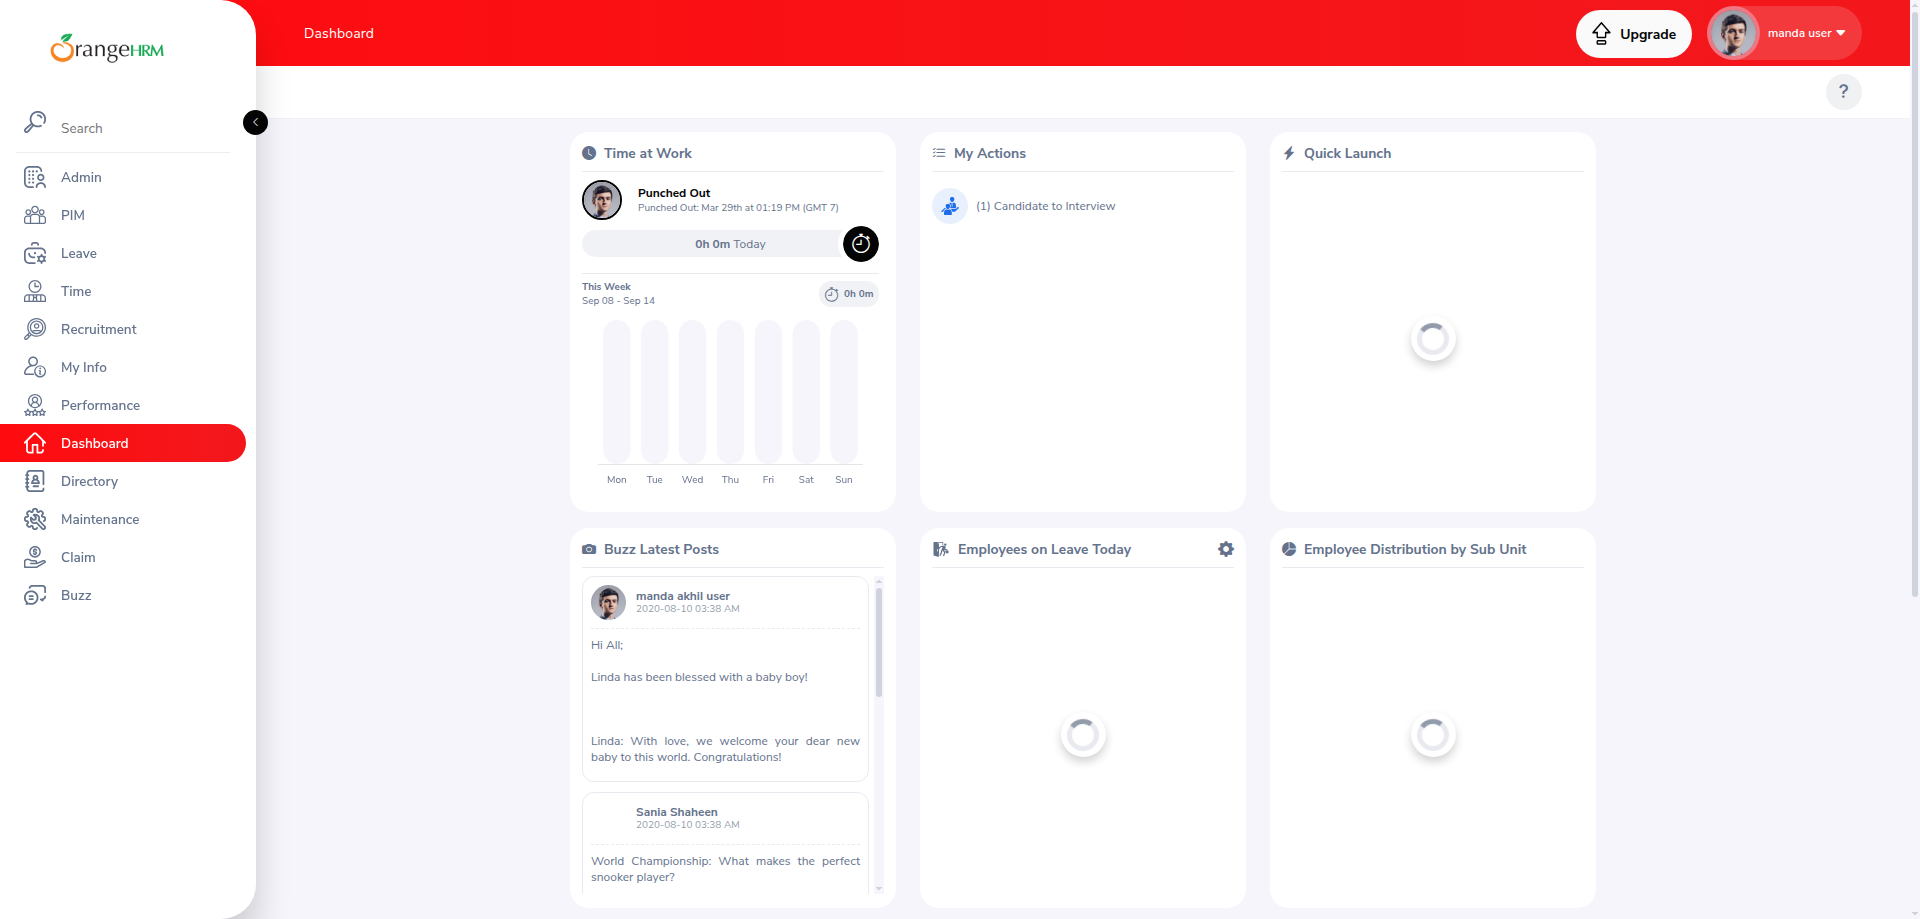 OrangeHRM
Dashboard
Upgrade
manda user
?
Search
Admin
PIM
Leave
Time
Recruitment
My Info
Performance
Dashboard
Directory
Maintenance
Claim
Buzz
Time at Work
Punched Out
Punched Out: Mar 29th at 01:19 PM (GMT 7)
0h 0m Today
This Week
Sep 08 - Sep 14
0h 0m
Mon Tue Wed Thu Fri Sat Sun
My Actions
(1) Candidate to Interview
Quick Launch
Buzz Latest Posts
manda akhil user
2020-08-10 03:38 AM
Hi All;
Linda has been blessed with a baby boy!
Linda: With love, we welcome your dear new
baby to this world. Congratulations!
Sania Shaheen
2020-08-10 03:38 AM
World Championship: What makes the perfect
snooker player?
Employees on Leave Today
Employee Distribution by Sub Unit